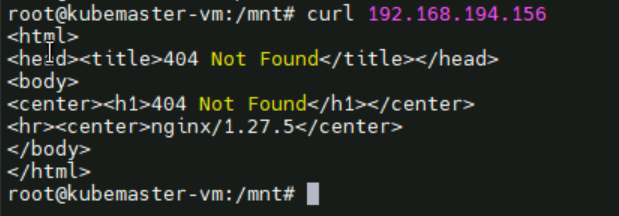 root@kubemaster-vm:/mnt# curl 192.168.194.156
<html>
<head><title>404 Not Found</title></head>
<body>
<center><h1>404 Not Found</h1></center>
<hr><center>nginx/1.27.5</center>
</body>
</html>
root@kubemaster-vm:/mnt#